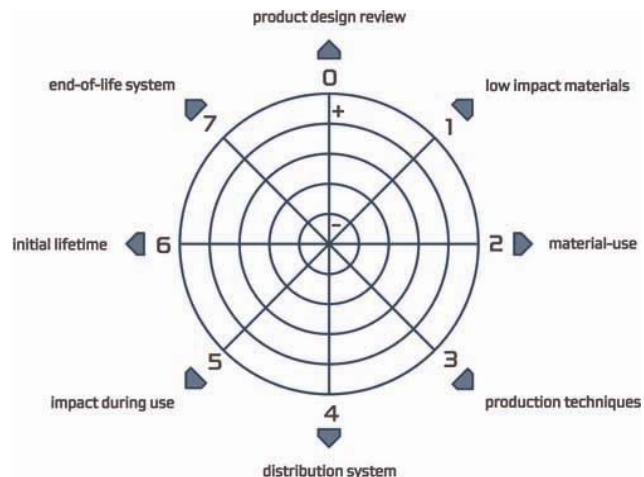 product design review
0
+
end-of-life system
7
low impact materials
1
-
initial lifetime
6
2
material-use
5
3
impact during use
4
production techniques
distribution system